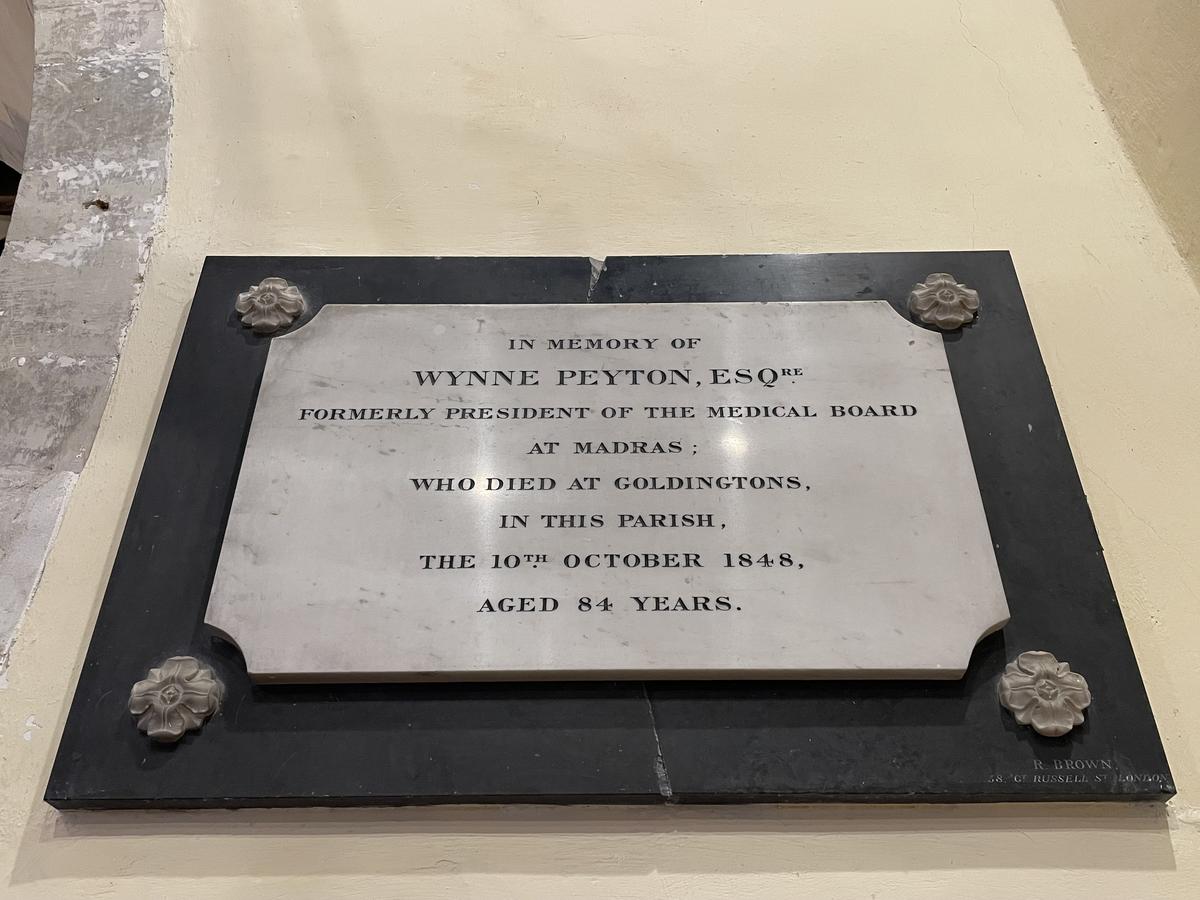 IN MEMORY OF
WYNNE PEYTON, ESQRE.
FORMERLY PRESIDENT OF THE MEDICAL BOARD
AT MADRAS;
WHO DIED AT GOLDINGTONS,
IN THIS PARISH,
THE 10TH. OCTOBER 1848,
AGED 84 YEARS.
R. BROWN.
58, GT RUSSELL ST LONDON